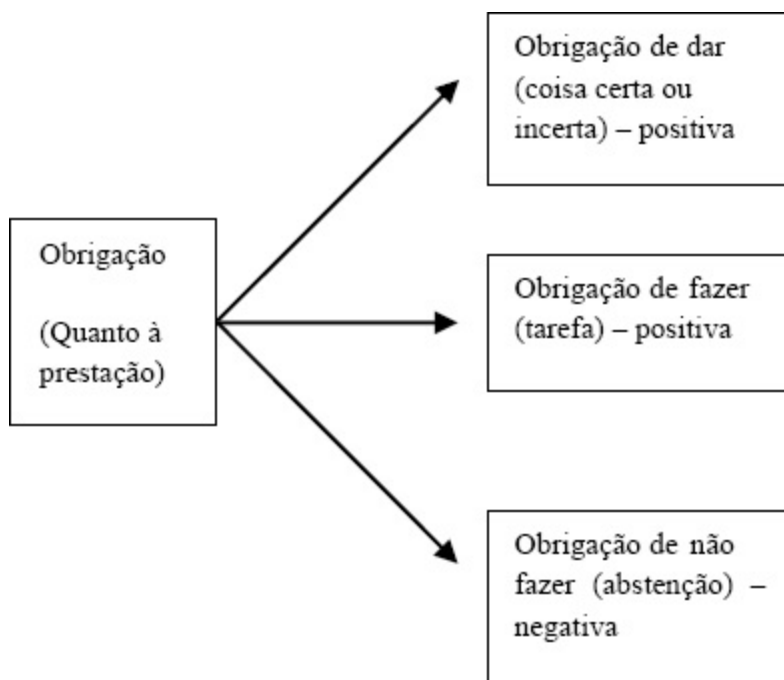 Obrigação
(Quanto à
prestação)
Obrigação de dar
(coisa certa ou
incerta) – positiva
Obrigação de fazer
(tarefa) – positiva
Obrigação de não
fazer (abstenção) –
negativa